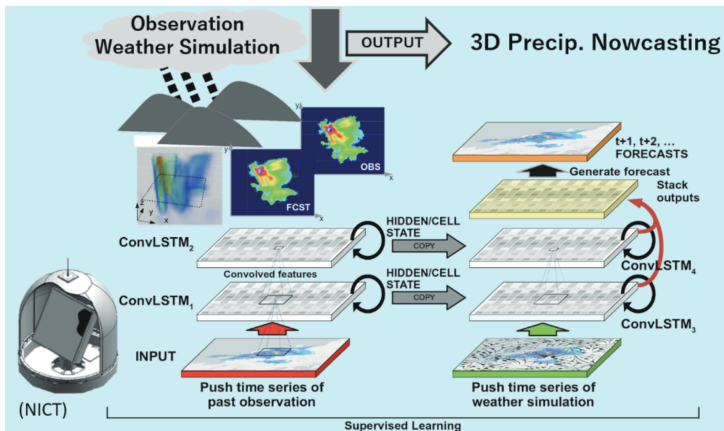 Observation
Weather Simulation
OUTPUT
3D Precip. Nowcasting
y
x
OBS
y
x
FCST
z
y
x
t+1, t+2, ...
FORECASTS
Generate forecast
Stack
outputs
ConvLSTM2
HIDDEN/CELL
STATE
COPY
Convolved features
ConvLSTM4
ConvLSTM1
HIDDEN/CELL
STATE
COPY
ConvLSTM3
INPUT
Push time series of
past observation
Push time series of
weather simulation
(NICT)
Supervised Learning